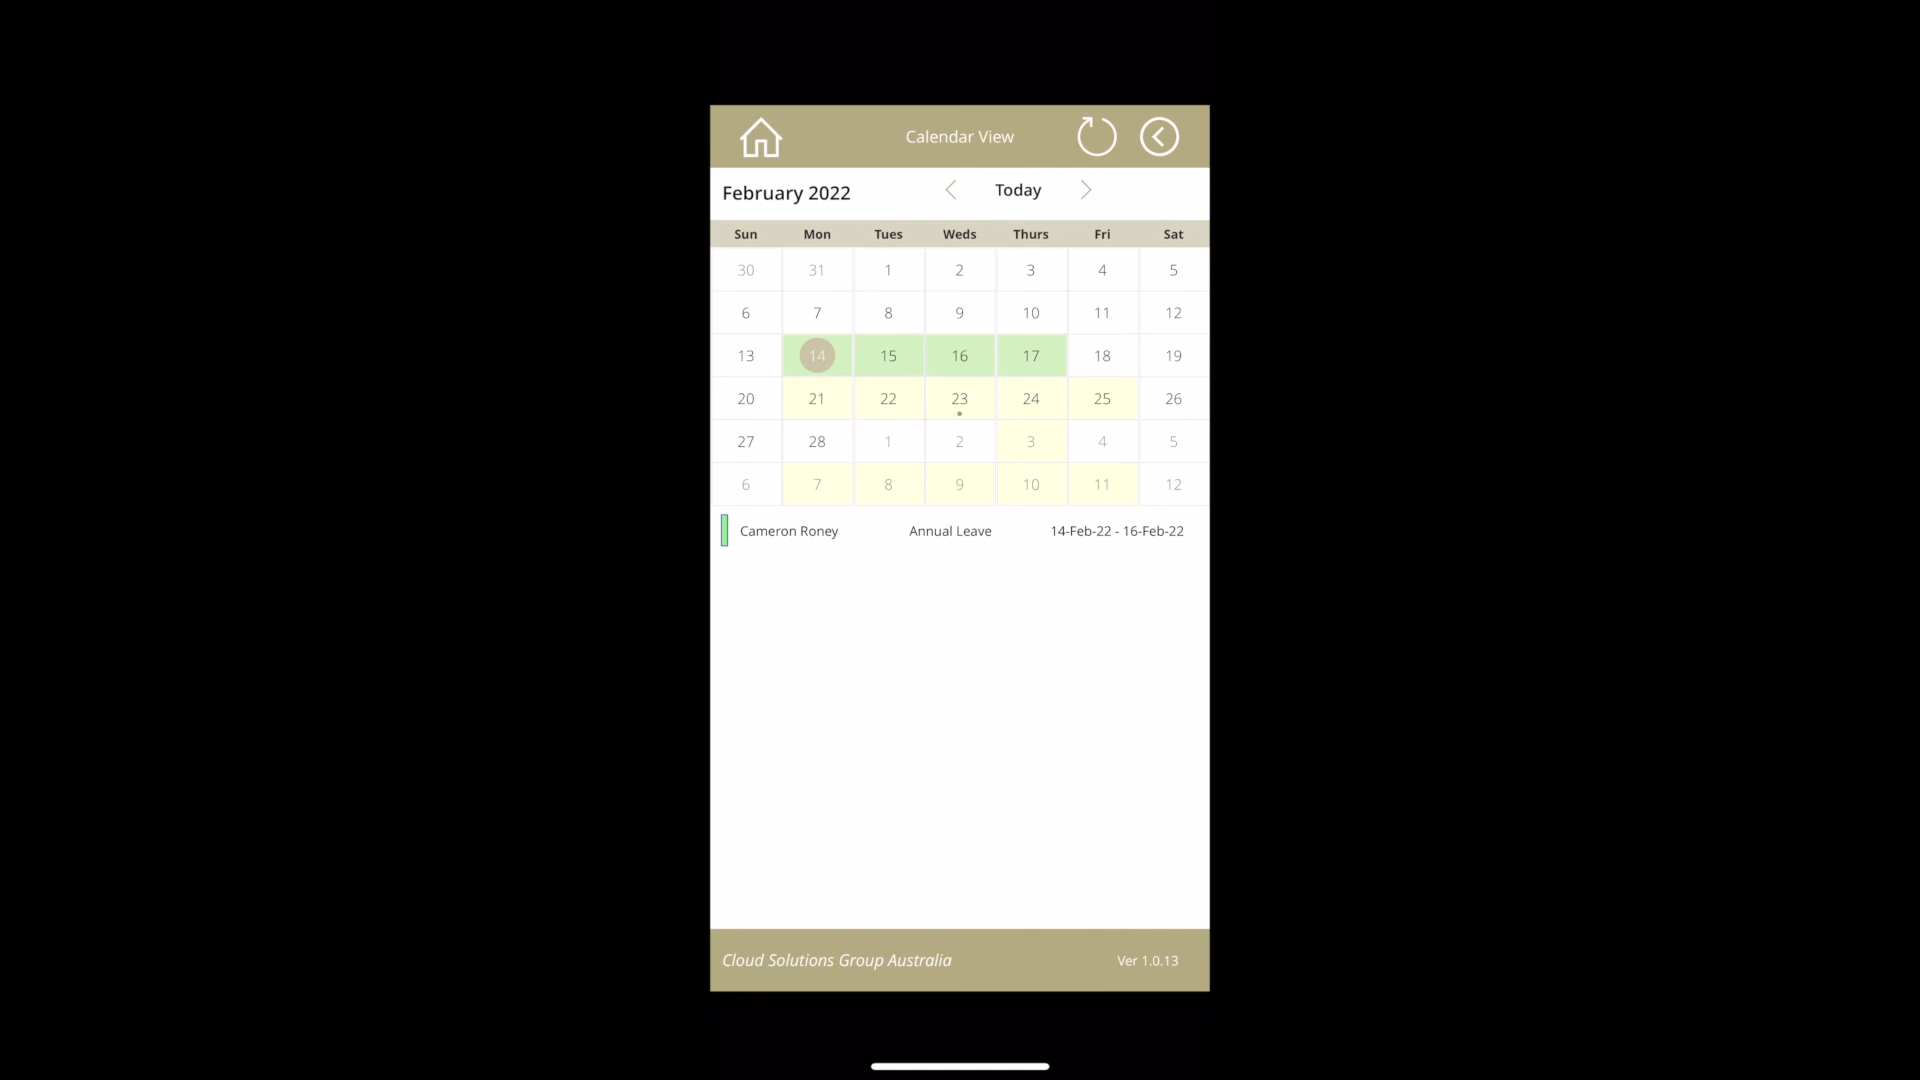 Calendar View
February 2022 Today
Sun Mon Tues Weds Thurs Fri Sat
30 31 1 2 3 4 5
6 7 8 9 10 11 12
13 14 15 16 17 18 19
20 21 22 23 24 25 26
27 28 1 2 3 4 5
6 7 8 9 10 11 12
Cameron Roney Annual Leave 14-Feb-22 - 16-Feb-22
Cloud Solutions Group Australia Ver 1.0.13